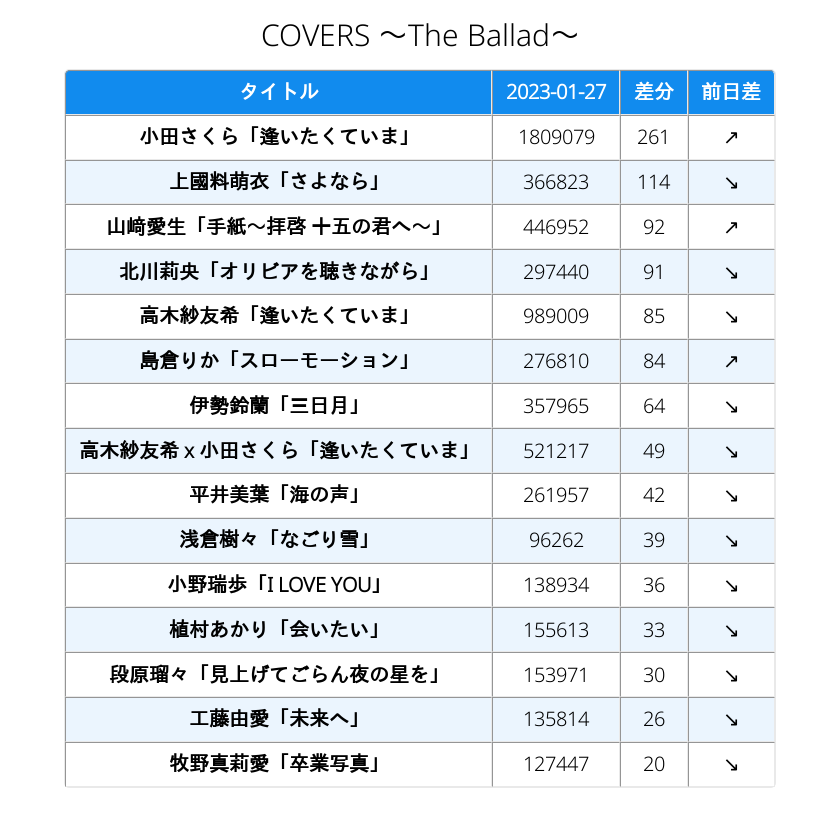 COVERS ～The Ballad～
タイトル 2023-01-27 差分 前日差
小田さくら「逢いたくていま」 1809079 261 ↗
上國料萌衣「さよなら」 366823 114 ↘
山﨑愛生「手紙～拝啓 十五の君へ～」 446952 92 ↗
北川莉央「オリビアを聴きながら」 297440 91 ↘
高木紗友希「逢いたくていま」 989009 85 ↘
島倉りか「スローモーション」 276810 84 ↗
伊勢鈴蘭「三日月」 357965 64 ↘
高木紗友希 x 小田さくら「逢いたくていま」 521217 49 ↘
平井美葉「海の声」 261957 42 ↘
浅倉樹々「なごり雪」 96262 39 ↘
小野瑞歩「I LOVE YOU」 138934 36 ↘
植村あかり「会いたい」 155613 33 ↘
段原瑠々「見上げてごらん夜の星を」 153971 30 ↘
工藤由愛「未来へ」 135814 26 ↘
牧野真莉愛「卒業写真」 127447 20 ↘